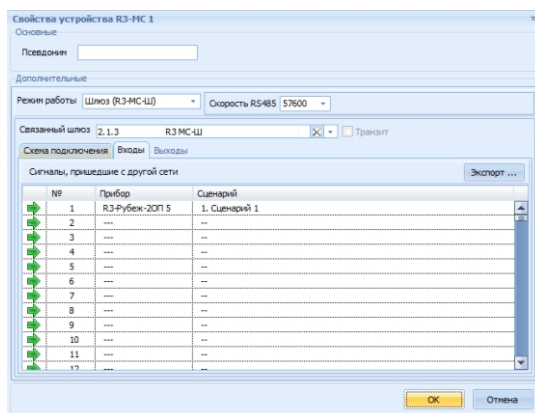 Свойства устройства R3-МС 1
Основные
Псевдоним
Дополнительные
Режим работы Шлюз (R3-МС-Ш) Скорость RS485 57600
Связанный шлюз 2.1.3 R3 МС-Ш Транзит
Схема подключения Входы Выходы
Сигналы, пришедшие с другой сети Экспорт ...
№ Прибор Сценарий
1 R3-Рубеж-2ОП 5 1. Сценарий 1
2 --- --
3 --- --
4 --- --
5 --- --
6 --- --
7 --- --
8 --- --
9 --- --
10 --- --
11 --- --
12 --- --
OK Отмена